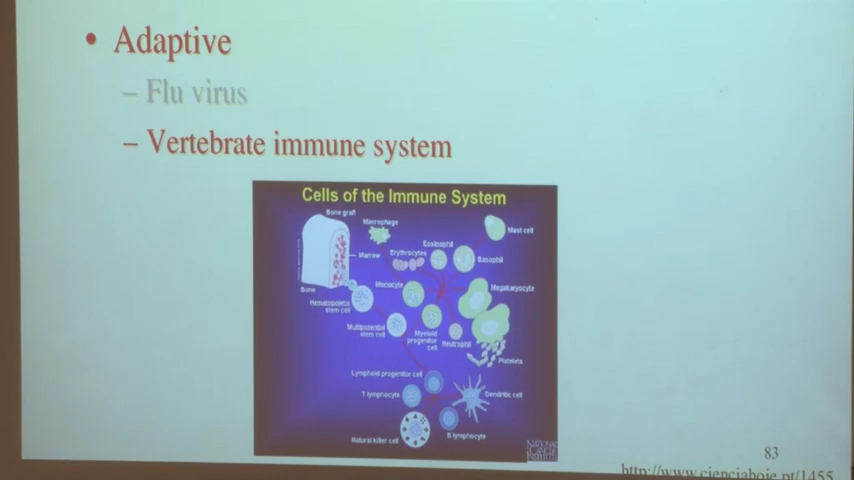 • Adaptive
– Flu virus
– Vertebrate immune system
Cells of the Immune System
Bone graft
Macrophage
Mast cell
Eosinophil
Erythrocytes
Marrow
Basophil
Monocyte
Megakaryocyte
Bone
Hematopoietic
stem cell
Multipotential
stem cell
Myeloid
progenitor
cell
Neutrophil
Platelets
Lymphoid progenitor cell
T lymphocyte
Dendritic cell
Natural killer cell
B lymphocyte
83
http://www.cienciahoje.pt/1455